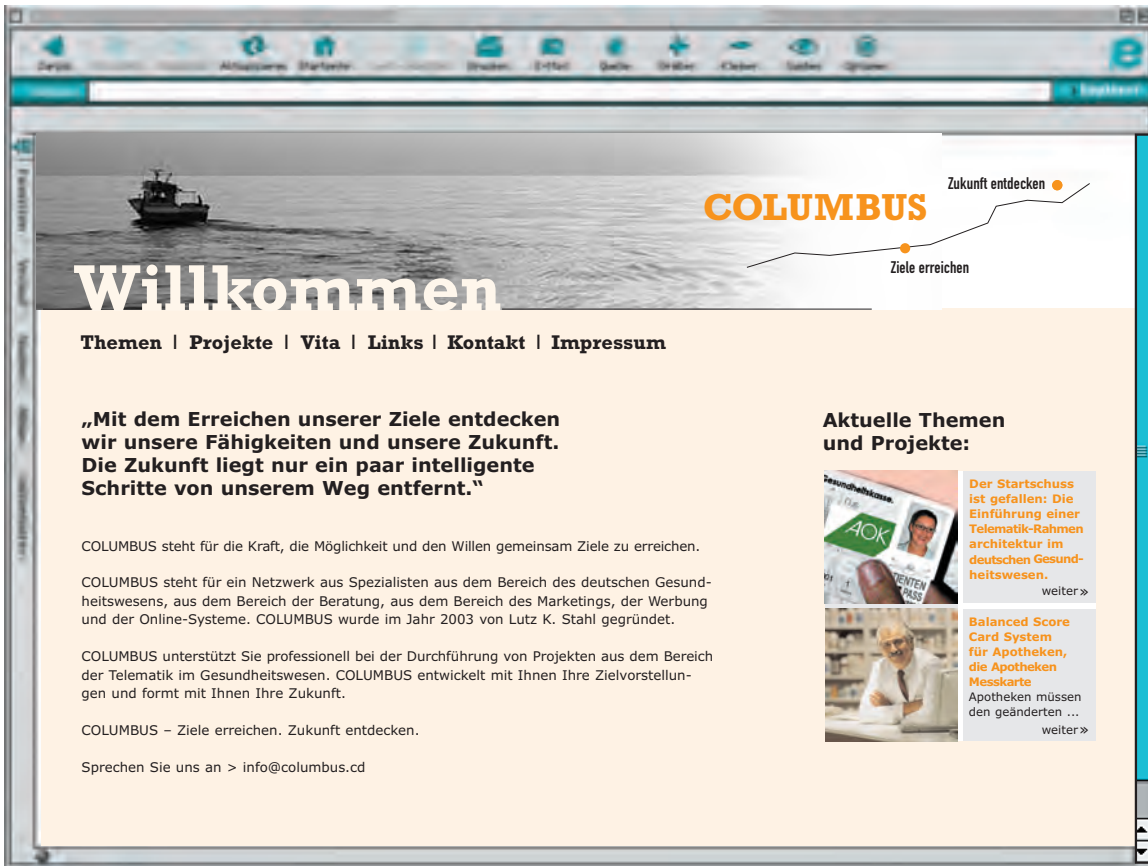 Zurück
Aktualisieren
Startseite
Drucken
E-Mail
Größer
Kleiner
Favoriten
Verlauf
COLUMBUS
Zukunft entdecken
Ziele erreichen
Willkommen
Themen | Projekte | Vita | Links | Kontakt | Impressum
„Mit dem Erreichen unserer Ziele entdecken
wir unsere Fähigkeiten und unsere Zukunft.
Die Zukunft liegt nur ein paar intelligente
Schritte von unserem Weg entfernt.“
COLUMBUS steht für die Kraft, die Möglichkeit und den Willen gemeinsam Ziele zu erreichen.
COLUMBUS steht für ein Netzwerk aus Spezialisten aus dem Bereich des deutschen Gesund-
heitswesens, aus dem Bereich der Beratung, aus dem Bereich des Marketings, der Werbung
und der Online-Systeme. COLUMBUS wurde im Jahr 2003 von Lutz K. Stahl gegründet.
COLUMBUS unterstützt Sie professionell bei der Durchführung von Projekten aus dem Bereich
der Telematik im Gesundheitswesen. COLUMBUS entwickelt mit Ihnen Ihre Zielvorstellun-
gen und formt mit Ihnen Ihre Zukunft.
COLUMBUS – Ziele erreichen. Zukunft entdecken.
Sprechen Sie uns an > info@columbus.cd
Aktuelle Themen
und Projekte:
Gesundheitskasse.
AOK
Der Startschuss
ist gefallen: Die
Einführung einer
Telematik-Rahmen
architektur im
deutschen Gesund-
heitswesen.
weiter»
Balanced Score
Card System
für Apotheken,
die Apotheken
Messkarte
Apotheken müssen
den geänderten ...
weiter»